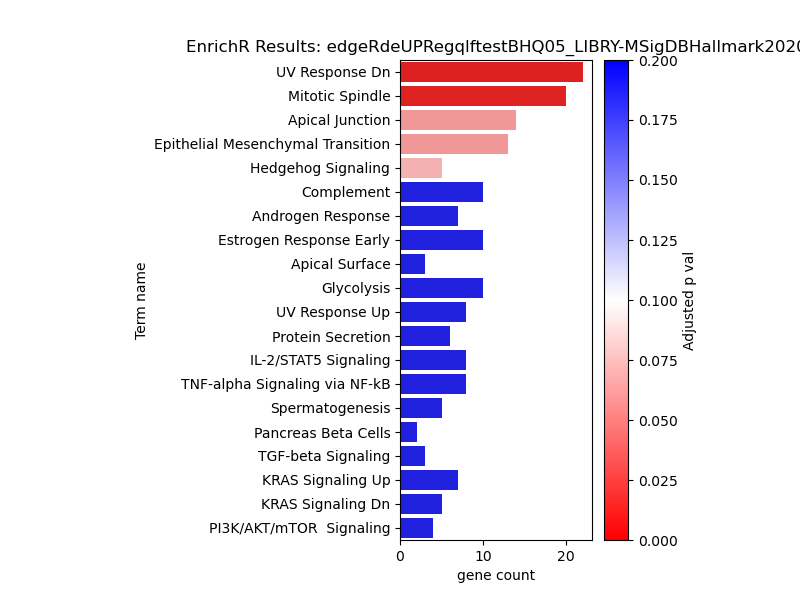 EnrichR Results: edgeRdeUPRegqlftestBHQ05_LIBRY-MSigDBHallmark2020
UV Response Dn
Mitotic Spindle
Apical Junction
Epithelial Mesenchymal Transition
Hedgehog Signaling
Complement
Androgen Response
Estrogen Response Early
Apical Surface
Glycolysis
UV Response Up
Protein Secretion
IL-2/STAT5 Signaling
TNF-alpha Signaling via NF-kB
Spermatogenesis
Pancreas Beta Cells
TGF-beta Signaling
KRAS Signaling Up
KRAS Signaling Dn
PI3K/AKT/mTOR  Signaling
Term name
0 10 20
gene count
0.200
0.175
0.150
0.125
0.100
0.075
0.050
0.025
0.000
Adjusted p val